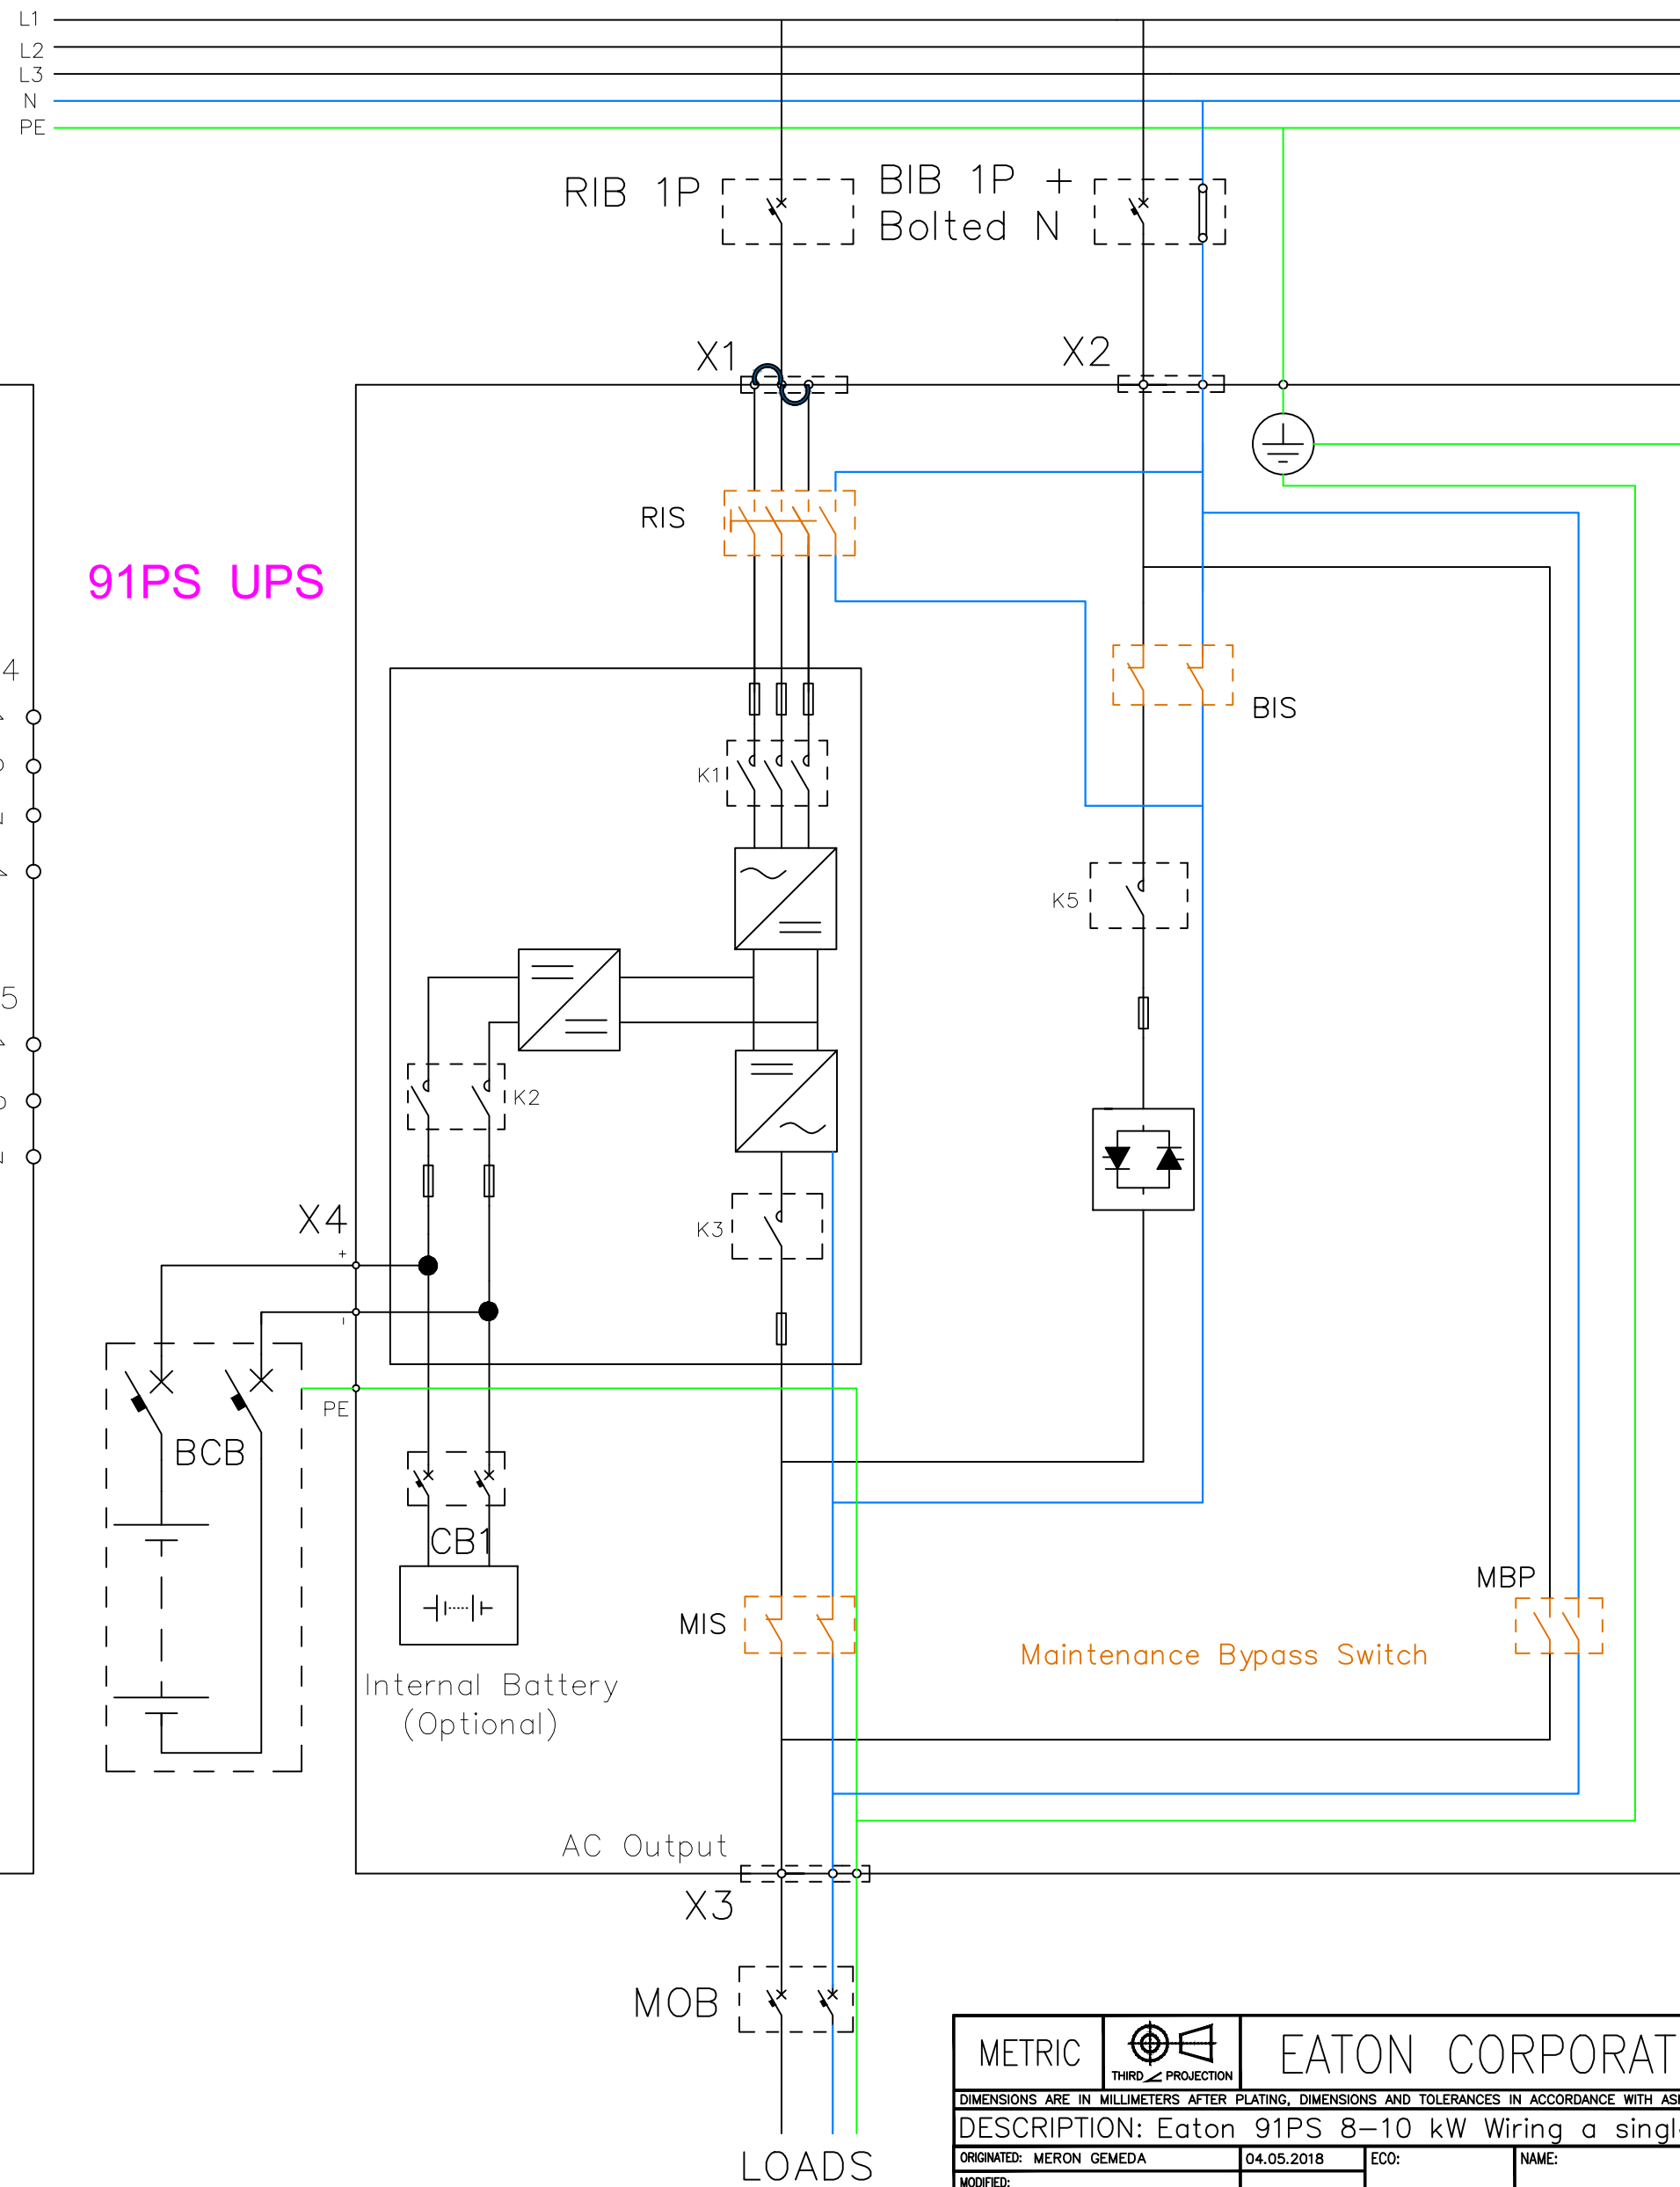 L1
L2
L3
N
PE
RIB 1P
BIB 1P +
Bolted N
X1
X2
RIS
91PS UPS
4
BIS
K1
K5
5
K2
X4
K3
+
-
PE
BCB
CB1
MBP
MIS
Maintenance Bypass Switch
Internal Battery
(Optional)
AC Output
X3
MOB
METRIC
THIRD PROJECTION
EATON CORPORAT
DIMENSIONS ARE IN MILLIMETERS AFTER PLATING, DIMENSIONS AND TOLERANCES IN ACCORDANCE WITH
DESCRIPTION: Eaton 91PS 8-10 kW Wiring a singl
ORIGINATED: MERON GEMEDA
04.05.2018
ECO:
NAME:
MODIFIED:
LOADS